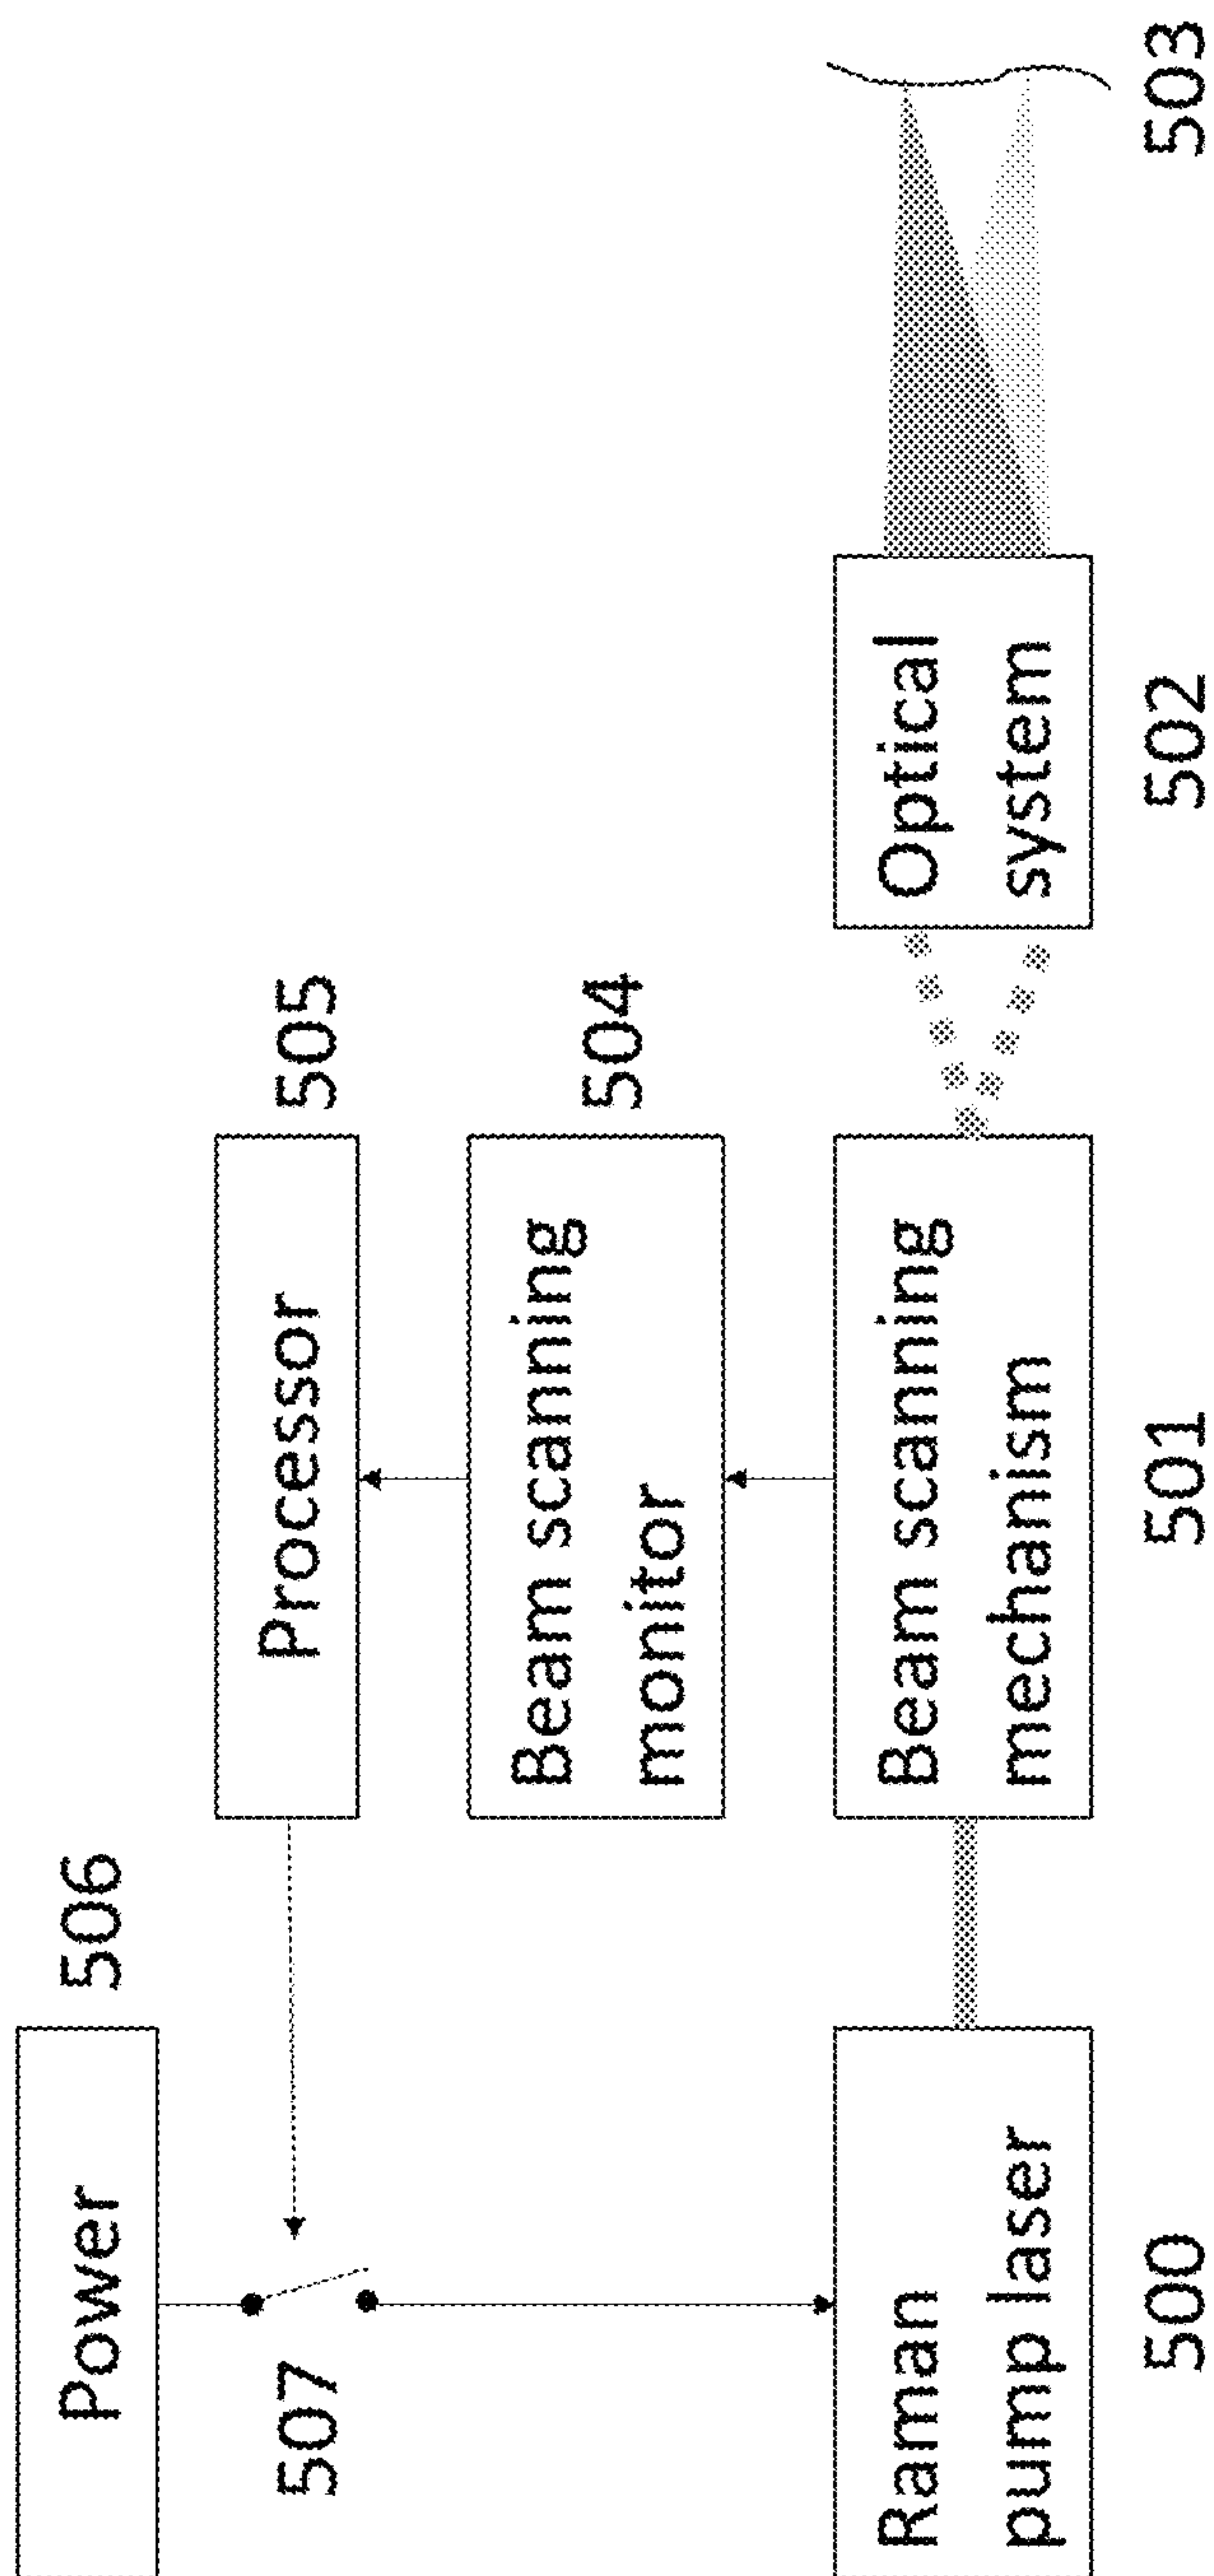 Power
506
507
Processor
505
Beam scanning
monitor
504
Raman
pump laser
500
Beam scanning
mechanism
501
Optical
system
502
503